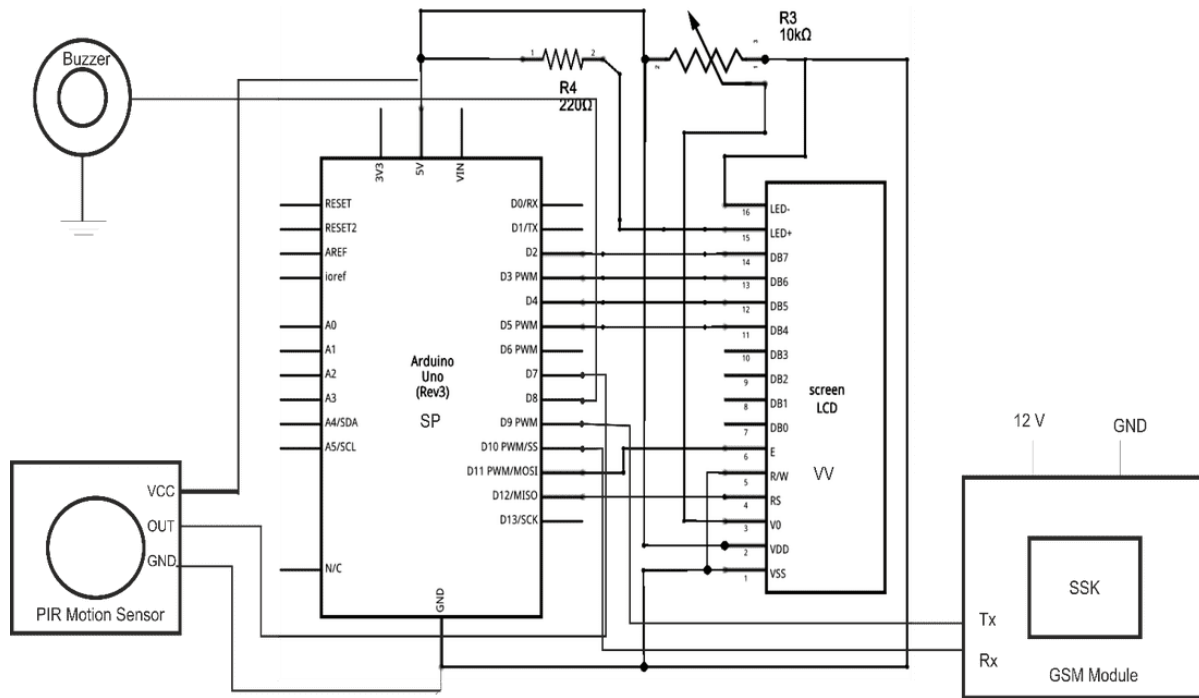 Buzzer
R3
10kΩ
1
2
R4
220Ω
2
3
1
3V3
5V
VIN
RESET
RESET2
AREF
ioref
A0
A1
A2
A3
A4/SDA
A5/SCL
N/C
Arduino
Uno
(Rev3)
SP
D0/RX
D1/TX
D2
D3 PWM
D4
D5 PWM
D6 PWM
D7
D8
D9 PWM
D10 PWM/SS
D11 PWM/MOSI
D12/MISO
D13/SCK
GND
16 LED-
15 LED+
14 DB7
13 DB6
12 DB5
11 DB4
10 DB3
9 DB2
8 DB1
7 DB0
6 E
5 R/W
4 RS
3 V0
2 VDD
1 VSS
screen
LCD
VV
VCC
OUT
GND
PIR Motion Sensor
12 V
GND
SSK
Tx
Rx
GSM Module